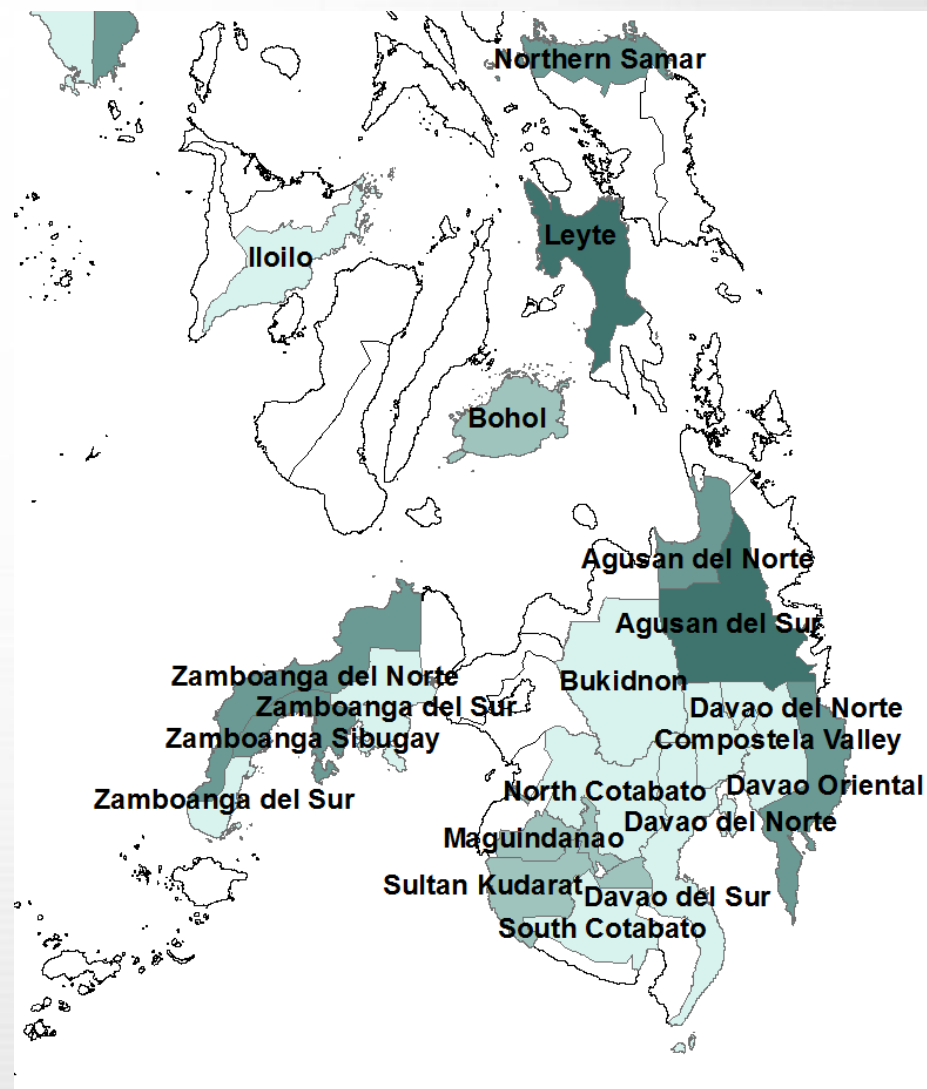 Northern Samar
Leyte
Iloilo
Bohol
Agusan del Norte
Agusan del Sur
Zamboanga del Norte
Bukidnon
Zamboanga del Sur
Davao del Norte
Zamboanga Sibugay
Compostela Valley
Davao Oriental
North Cotabato
Zamboanga del Sur
Davao del Norte
Maguindanao
Sultan Kudarat
Davao del Sur
South Cotabato